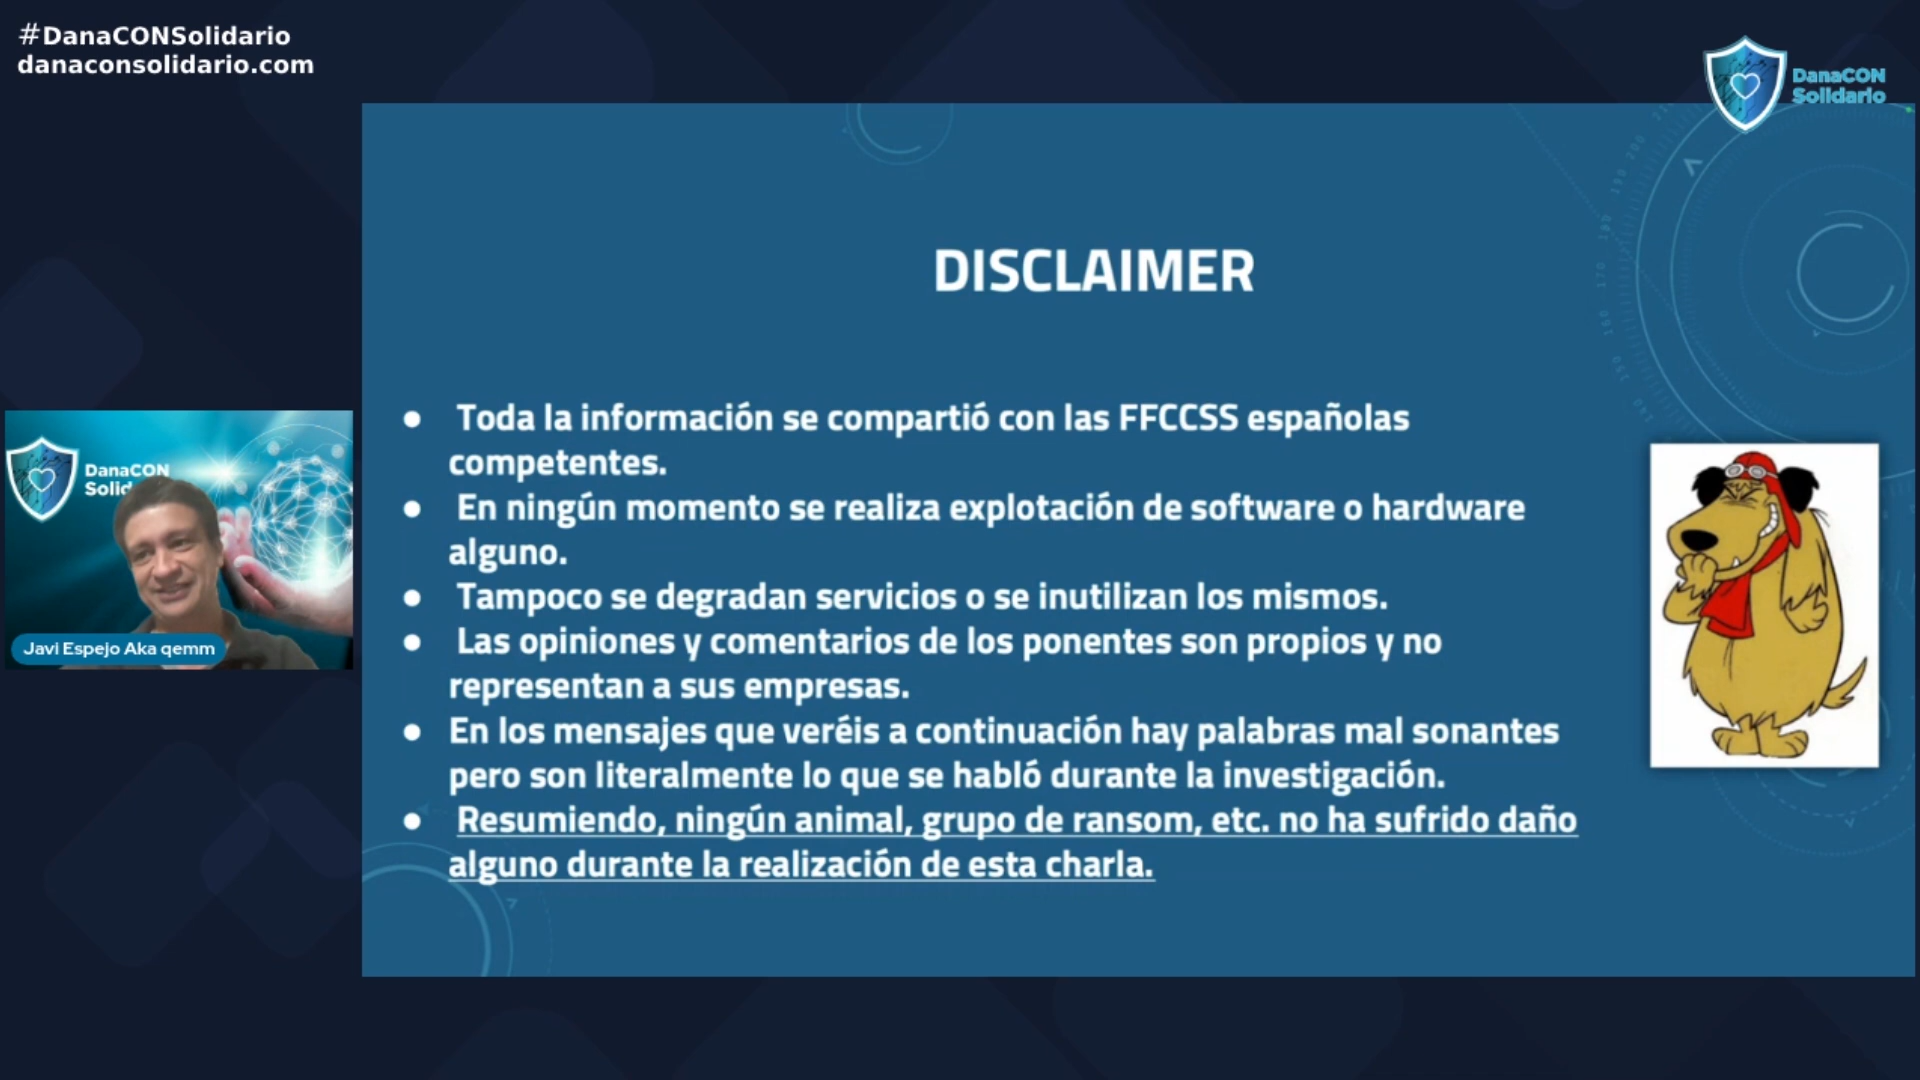 #DanaCONSolidario
danaconsolidario.com
DanaCON
Solidario
DISCLAIMER
● Toda la información se compartió con las FFCCSS españolas
competentes.
● En ningún momento se realiza explotación de software o hardware
alguno.
● Tampoco se degradan servicios o se inutilizan los mismos.
● Las opiniones y comentarios de los ponentes son propios y no
representan a sus empresas.
● En los mensajes que veréis a continuación hay palabras mal sonantes
pero son literalmente lo que se habló durante la investigación.
● Resumiendo, ningún animal, grupo de ransom, etc. no ha sufrido daño
alguno durante la realización de esta charla.
DanaCON
Solid
Javi Espejo Aka qemm